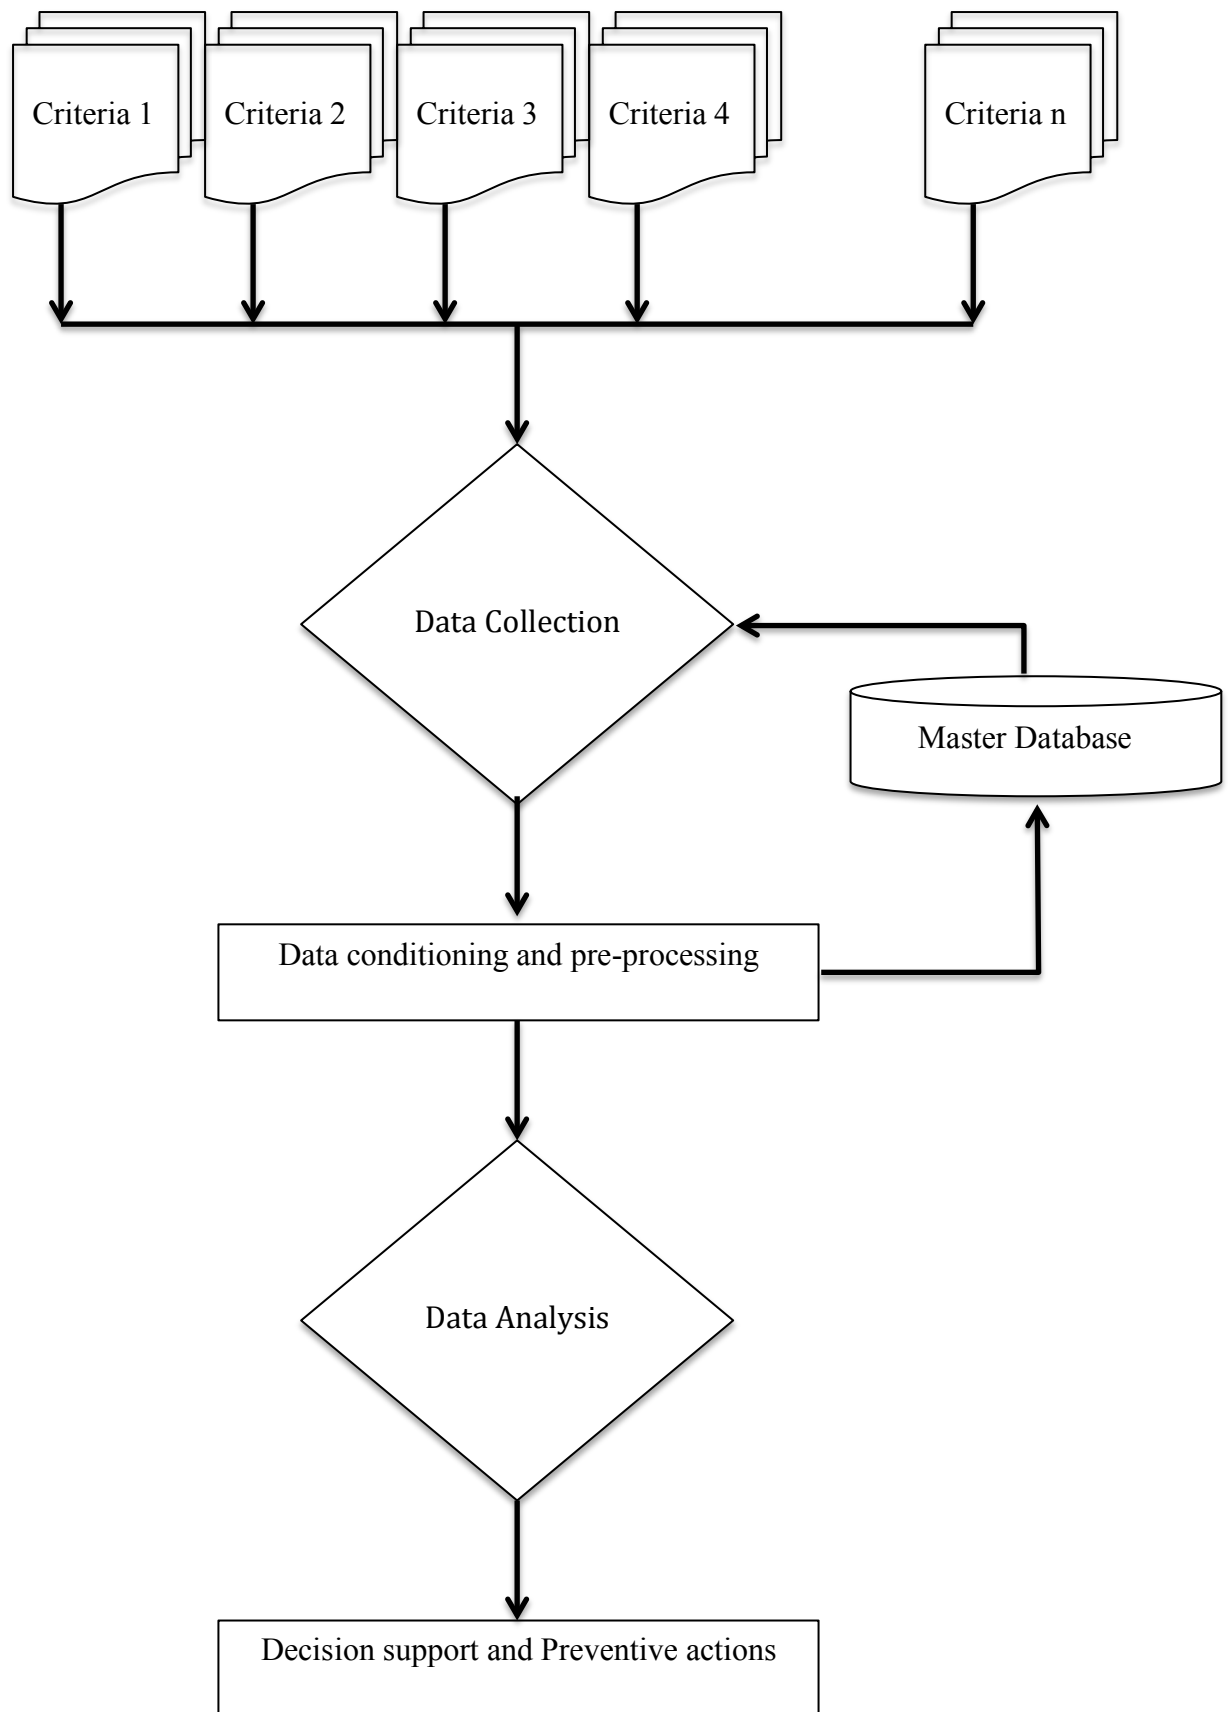 Criteria 1
Criteria 2
Criteria 3
Criteria 4
Criteria n
Data Collection
Master Database
Data conditioning and pre-processing
Data Analysis
Decision support and Preventive actions